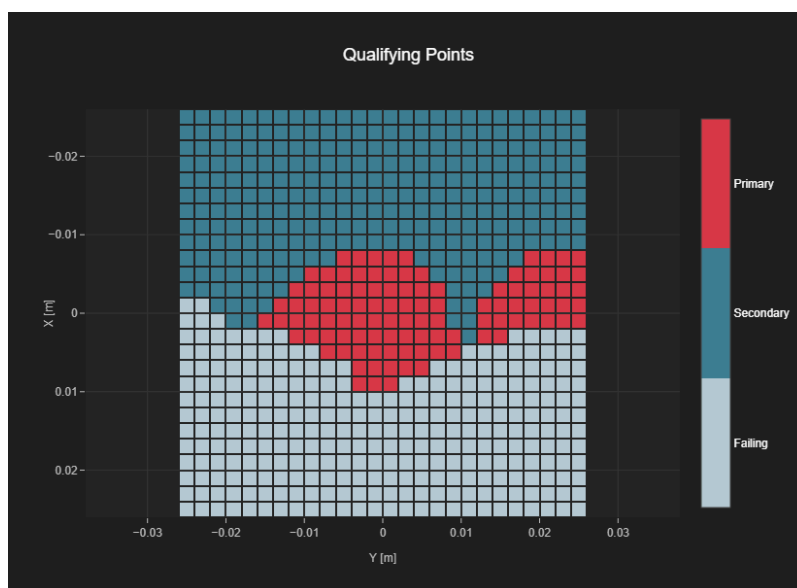 Qualifying Points
−0.02
−0.01
0
0.01
0.02
X [m]
−0.03
−0.02
−0.01
0
0.01
0.02
0.03
Y [m]
Primary
Secondary
Failing